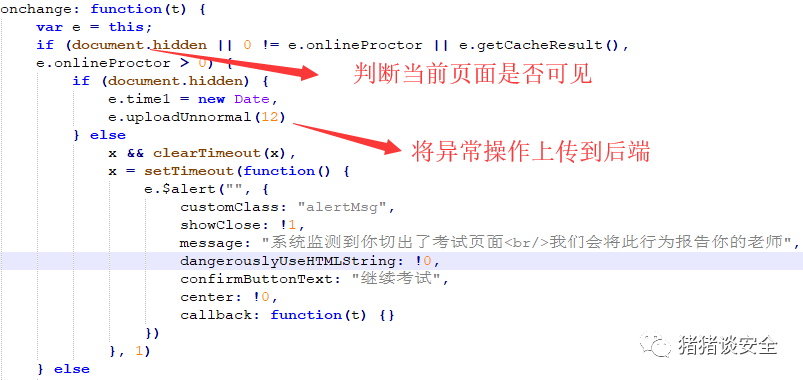 onchange: function(t) {
var e = this;
if (document.hidden || 0 != e.onlineProctor || e.getCacheResult(),
e.onlineProctor > 0) {
判断当前页面是否可见
if (document.hidden) {
e.time1 = new Date,
e.uploadUnnormal(12)
将异常操作上传到后端
} else
x && clearTimeout(x),
x = setTimeout(function() {
e.$alert("", {
customClass: "alertMsg",
showClose: !1,
message: "系统监测到你切出了考试页面<br/>我们会将此行为报告你的老师",
dangerouslyUseHTMLString: !0,
confirmButtonText: "继续考试",
center: !0,
callback: function(t) {}
})
}, 1)
} else
猪猪谈安全